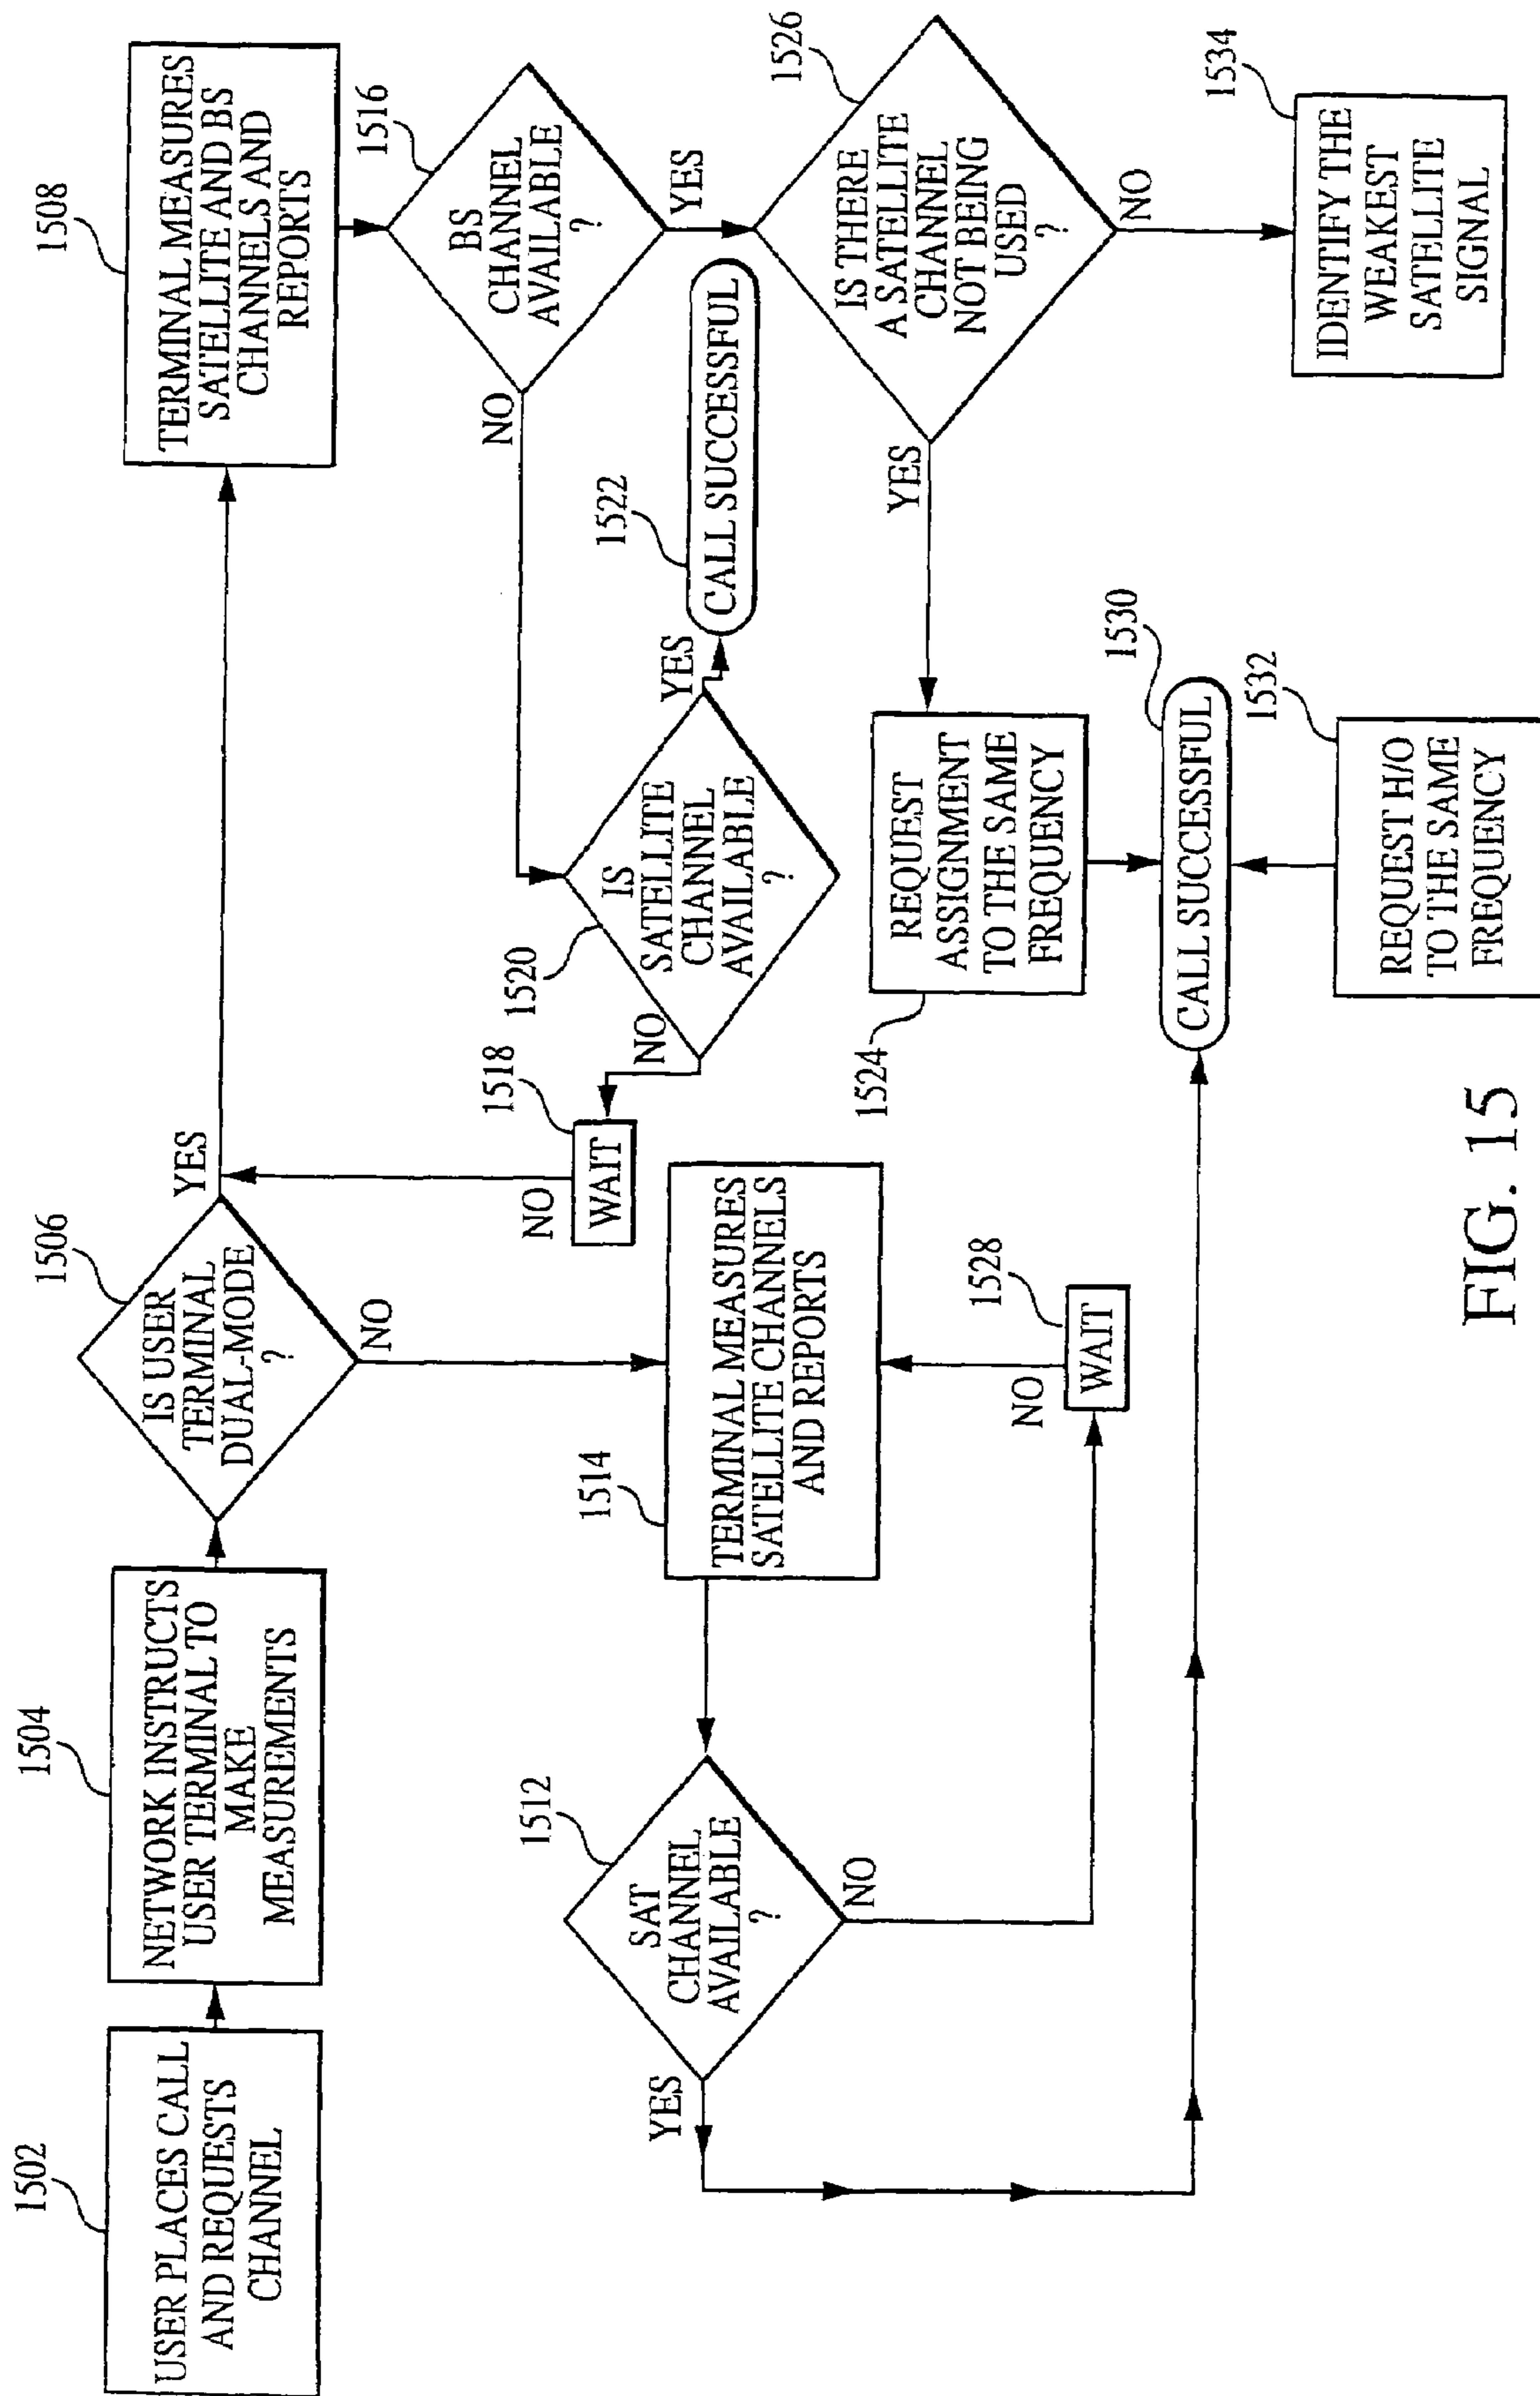 1502
USER PLACES CALL
AND REQUESTS
CHANNEL
1504
NETWORK INSTRUCTS
USER TERMINAL TO
MAKE
MEASUREMENTS
1506
IS USER
TERMINAL
DUAL-MODE
?
YES
NO
1508
TERMINAL MEASURES
SATELLITE AND BS
CHANNELS AND
REPORTS
1516
BS
CHANNEL
AVAILABLE
?
NO
YES
1518
NO
WAIT
1520
IS
SATELLITE
CHANNEL
AVAILABLE
?
NO
YES
1522
CALL SUCCESSFUL
1512
SAT
CHANNEL
AVAILABLE
?
YES
NO
1514
TERMINAL MEASURES
SATELLITE CHANNELS
AND REPORTS
1528
NO
WAIT
1524
REQUEST
ASSIGNMENT
TO THE SAME
FREQUENCY
1526
IS THERE
A SATELLITE
CHANNEL
NOT BEING
USED
?
YES
NO
1530
CALL SUCCESSFUL
1532
REQUEST H/O
TO THE SAME
FREQUENCY
1534
IDENTIFY THE
WEAKEST
SATELLITE
SIGNAL
FIG. 15